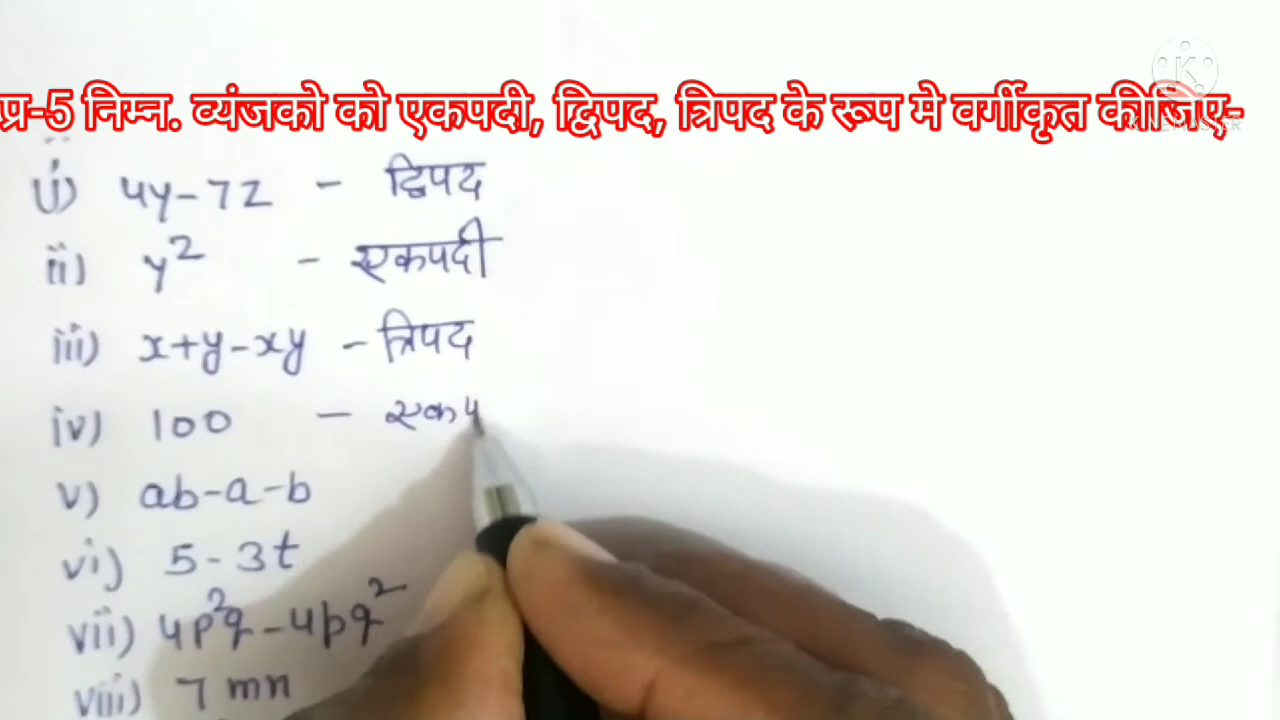 प्र-5 निम्न. व्यंजको को एकपदी, द्विपद, त्रिपद के रूप मे वर्गीकृत कीजिए-
i) 4y-7z - द्विपद
ii) y² - एकपदी
iii) x+y-xy - त्रिपद
iv) 100 - एकप
v) ab-a-b
vi) 5-3t
vii) 4p²q-4pq²
viii) 7mn